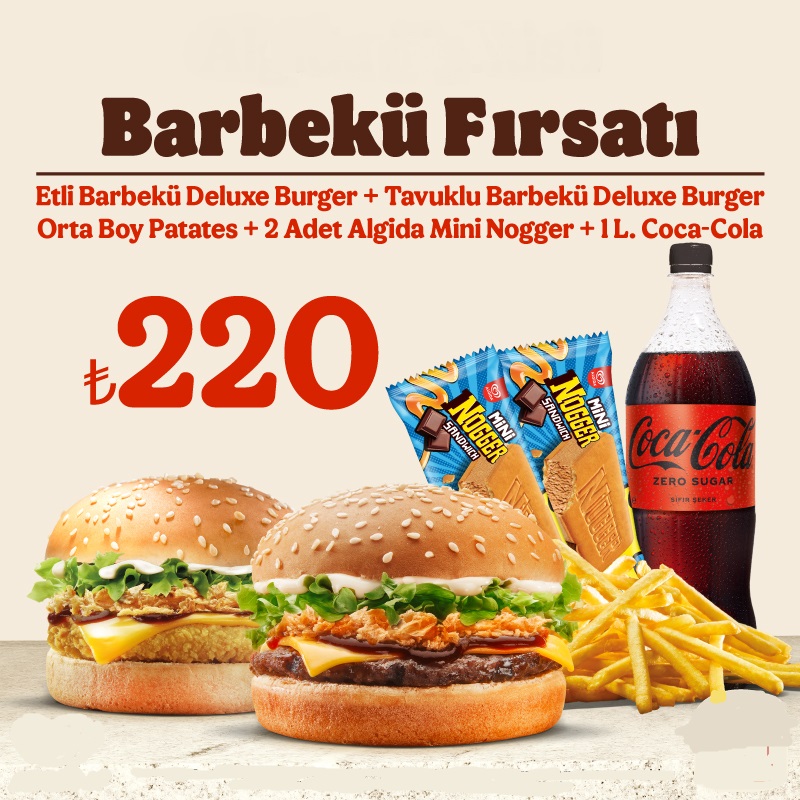 Barbekü Fırsatı
Etli Barbekü Deluxe Burger + Tavuklu Barbekü Deluxe Burger
Orta Boy Patates + 2 Adet Algida Mini Nogger + 1 L. Coca-Cola
₺220
MINI
NOGGER
SANDWICH
MINI
NOGGER
SANDWICH
NOGGER
Coca-Cola
ZERO SUGAR
SIFIR ŞEKER